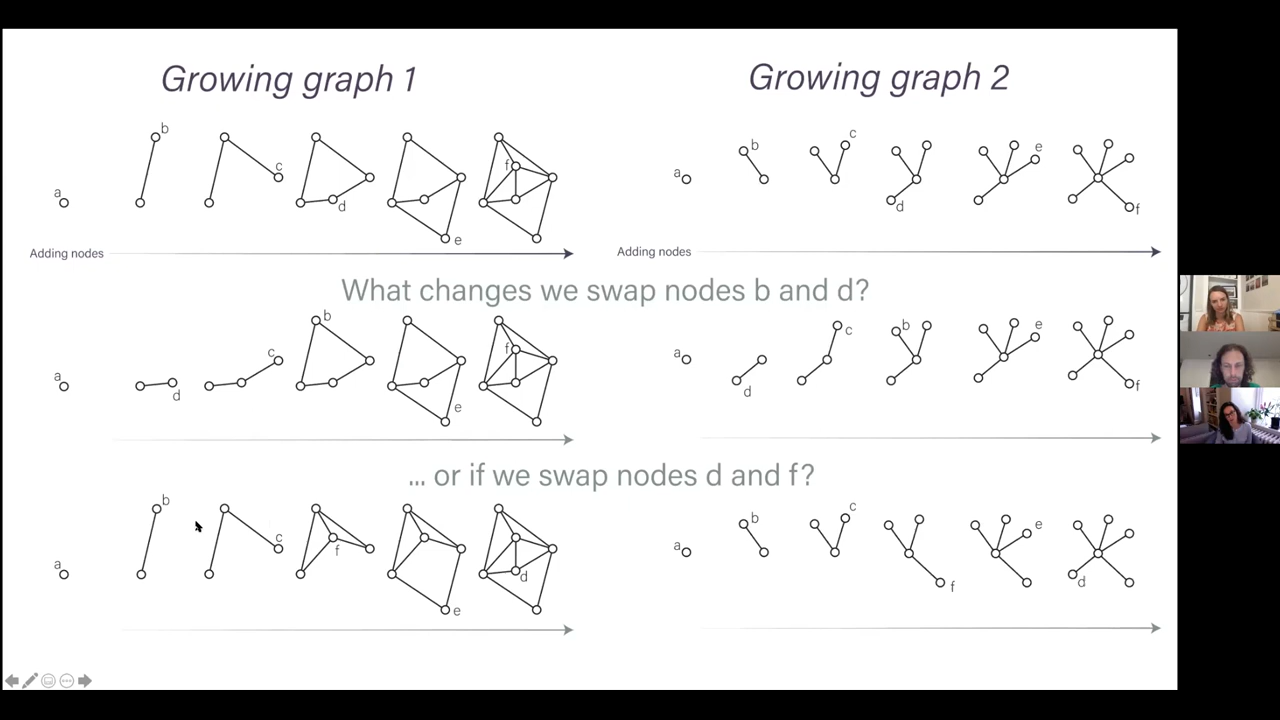 Growing graph 1
Growing graph 2
a b c d e f
a b c d e f
Adding nodes
Adding nodes
What changes we swap nodes b and d?
a d c b e f
a d c b e f
... or if we swap nodes d and f?
a b c f e d
a b c f e d